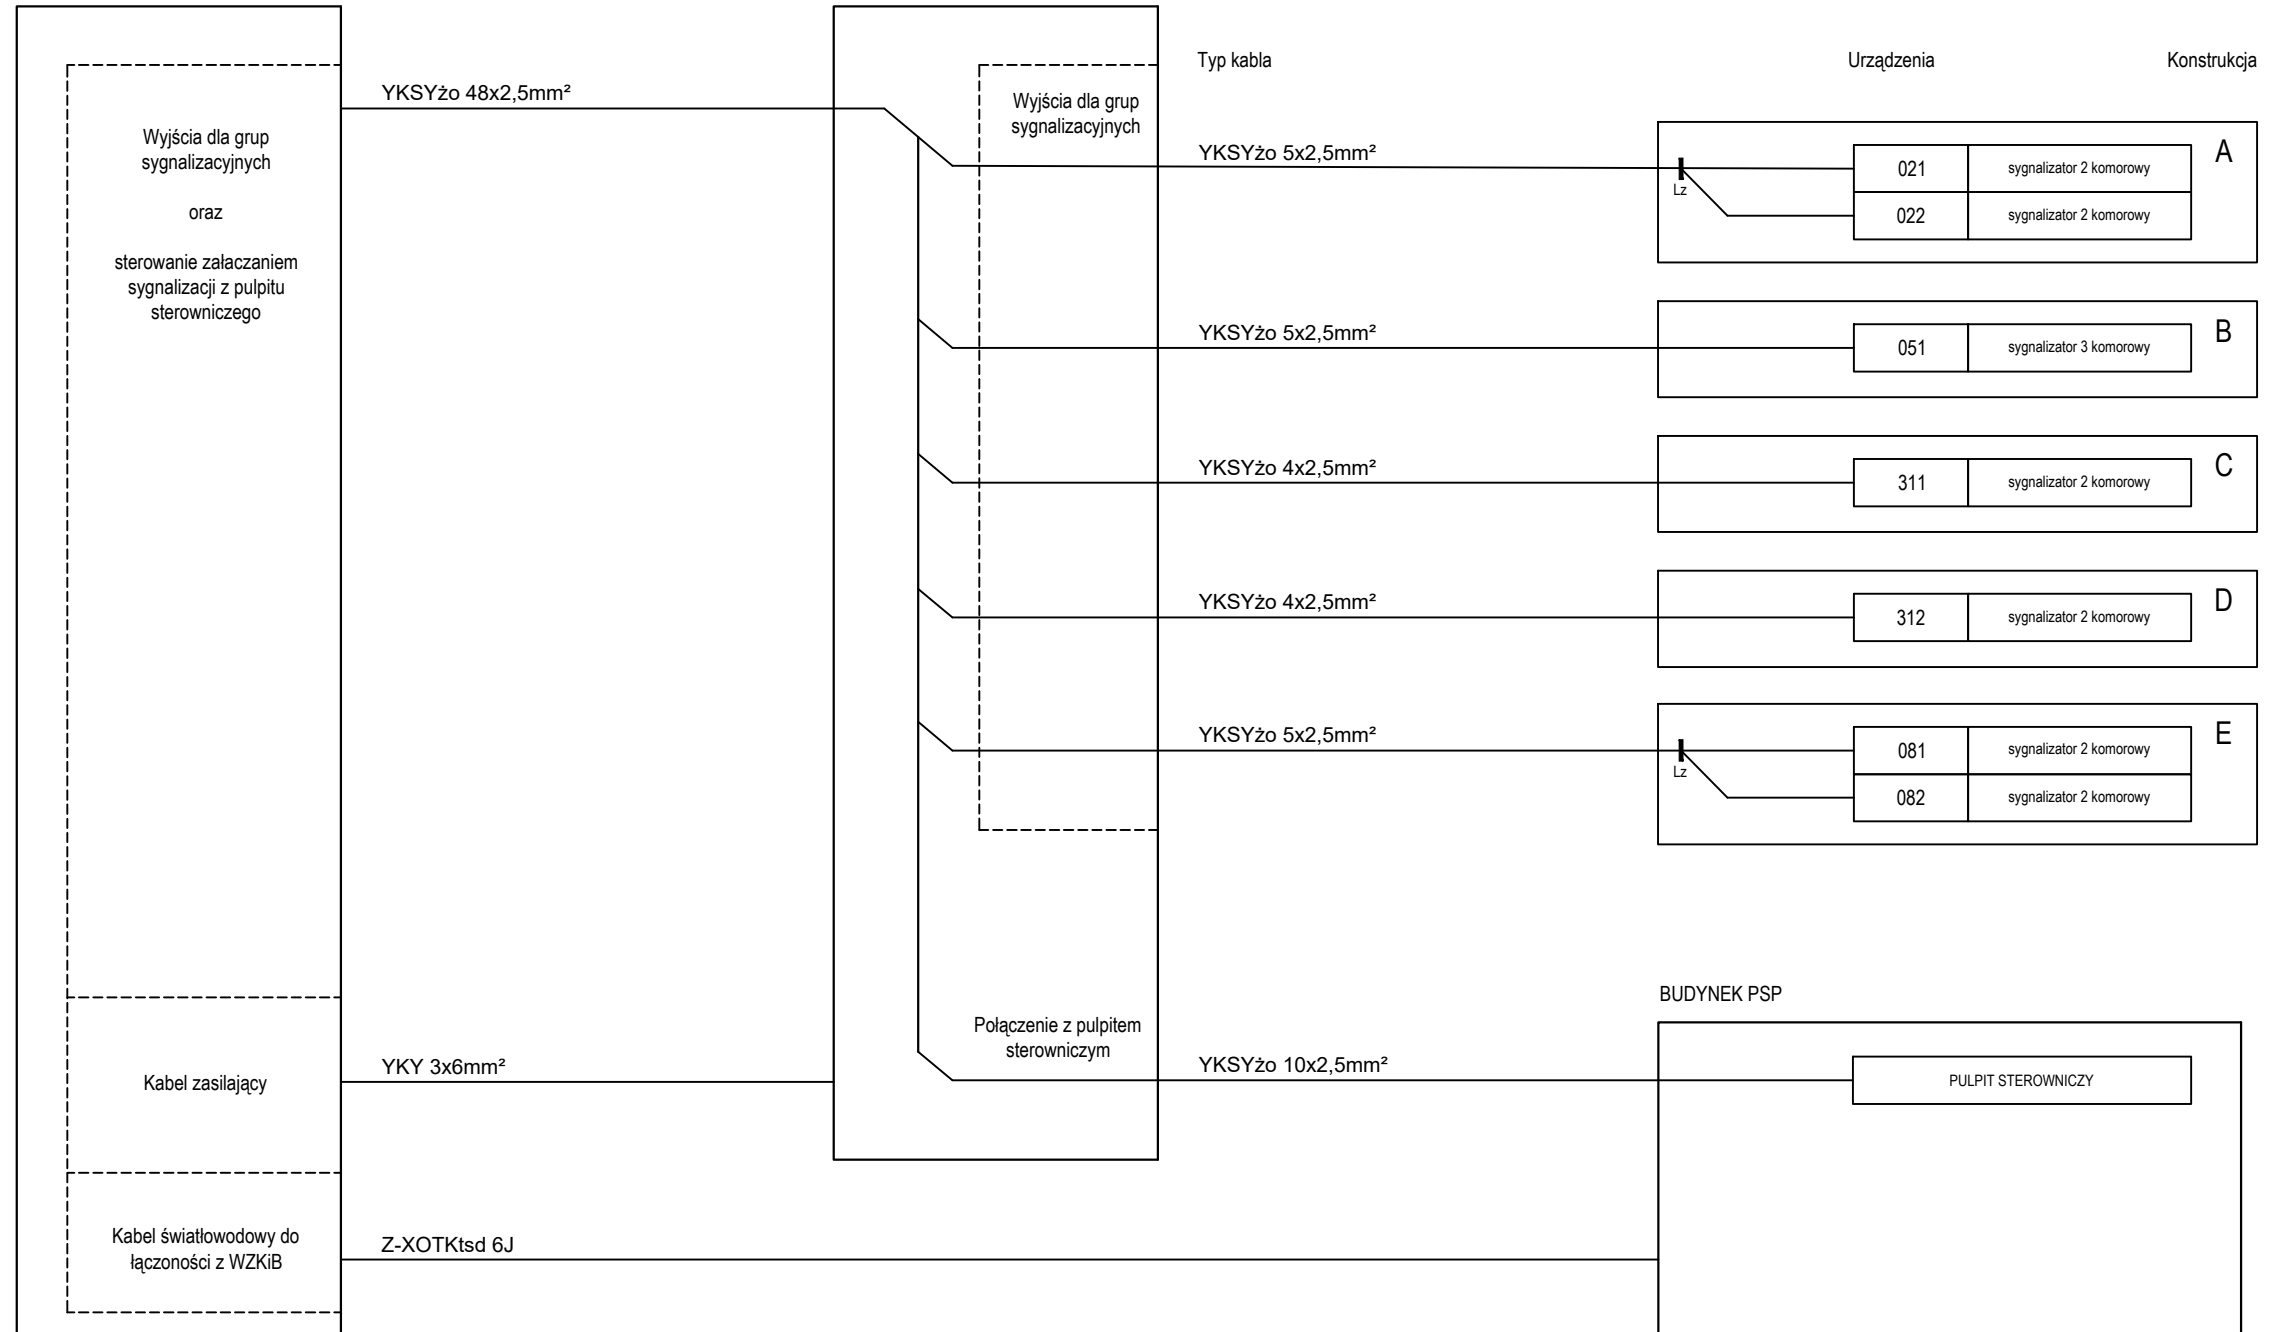 Wyjścia dla grup
sygnalizacyjnych
oraz
sterowanie załaczaniem
sygnalizacji z pulpitu
sterowniczego
Kabel zasilający
Kabel światłowodowy do
łączoności z WZKiB
YKSYżo 48x2,5mm²
YKY 3x6mm²
Z-XOTKtsd 6J
Wyjścia dla grup
sygnalizacyjnych
Połączenie z pulpitem
sterowniczym
Typ kabla
Urządzenia
Konstrukcja
YKSYżo 5x2,5mm²
Lz
021 sygnalizator 2 komorowy
A
022 sygnalizator 2 komorowy
YKSYżo 5x2,5mm²
051 sygnalizator 3 komorowy
B
YKSYżo 4x2,5mm²
311 sygnalizator 2 komorowy
C
YKSYżo 4x2,5mm²
312 sygnalizator 2 komorowy
D
YKSYżo 5x2,5mm²
Lz
081 sygnalizator 2 komorowy
E
082 sygnalizator 2 komorowy
BUDYNEK PSP
YKSYżo 10x2,5mm²
PULPIT STEROWNICZY